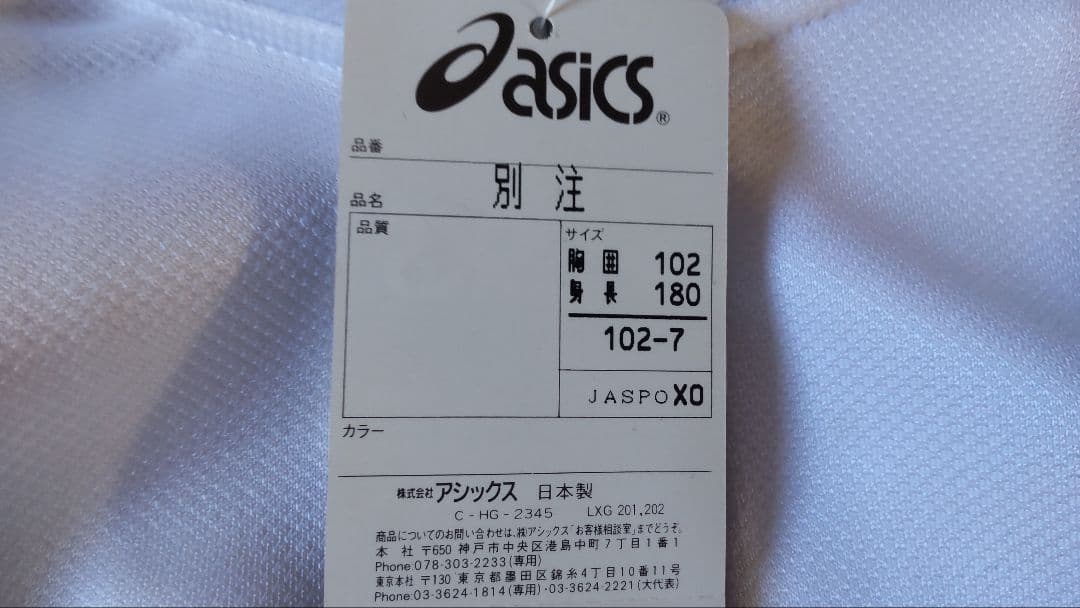 asics®
品番
別注
品名
品質
サイズ
胸囲 102
身長 180
102-7
JASPO XO
カラー
株式会社アシックス 日本製
C-HG-2345 LXG 201,202
商品についてのお問い合わせは、㈱アシックス「お客様相談室」までどうぞ。
本社 〒650 神戸市中央区港島中町7丁目1番1
Phone:078-303-2233(専用)
東京本社 〒130 東京都墨田区錦糸4丁目10番11号
Phone:03-3624-1814(専用)・03-3624-2221(大代表)